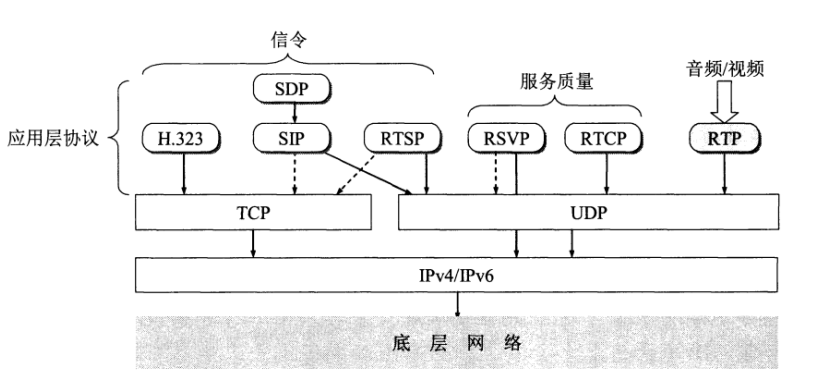 信令
SDP
服务质量
音频/视频
应用层协议
H.323
SIP
RTSP
RSVP
RTCP
RTP
TCP
UDP
IPv4/IPv6
底层网络